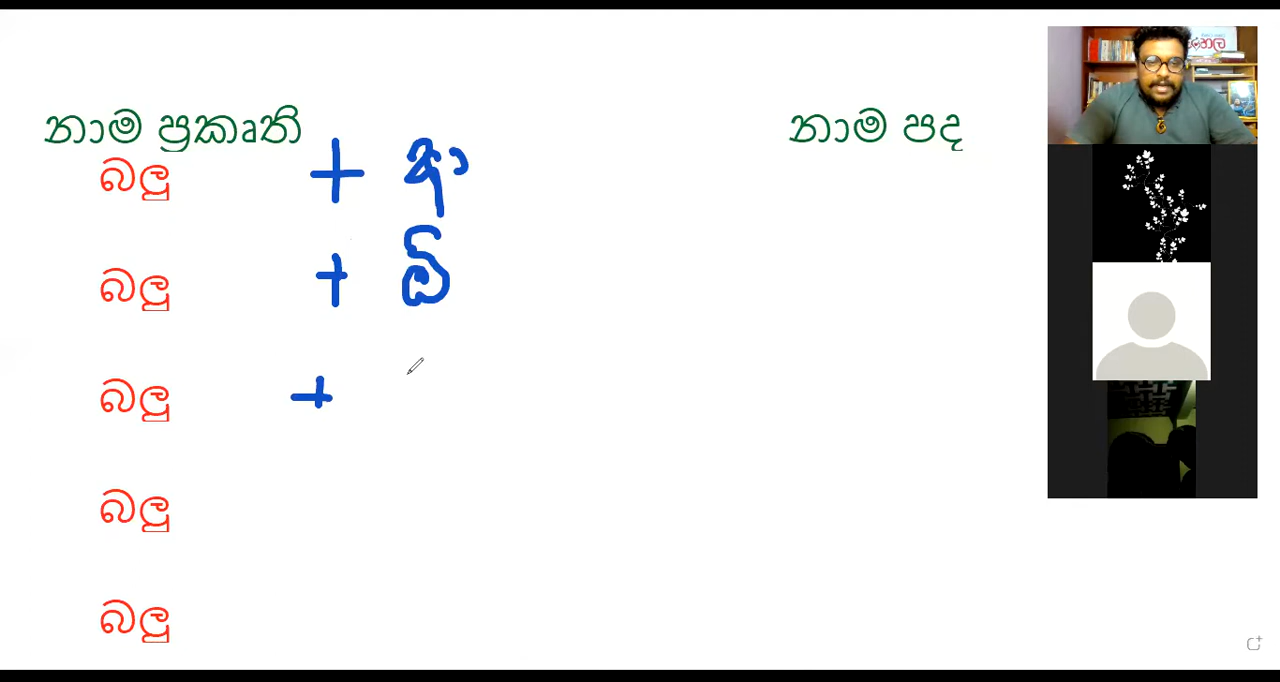 නාම ප්‍රකෘති නාම පද
බලු + ආ
බලු + ඕ
බලු +
බලු
බලු